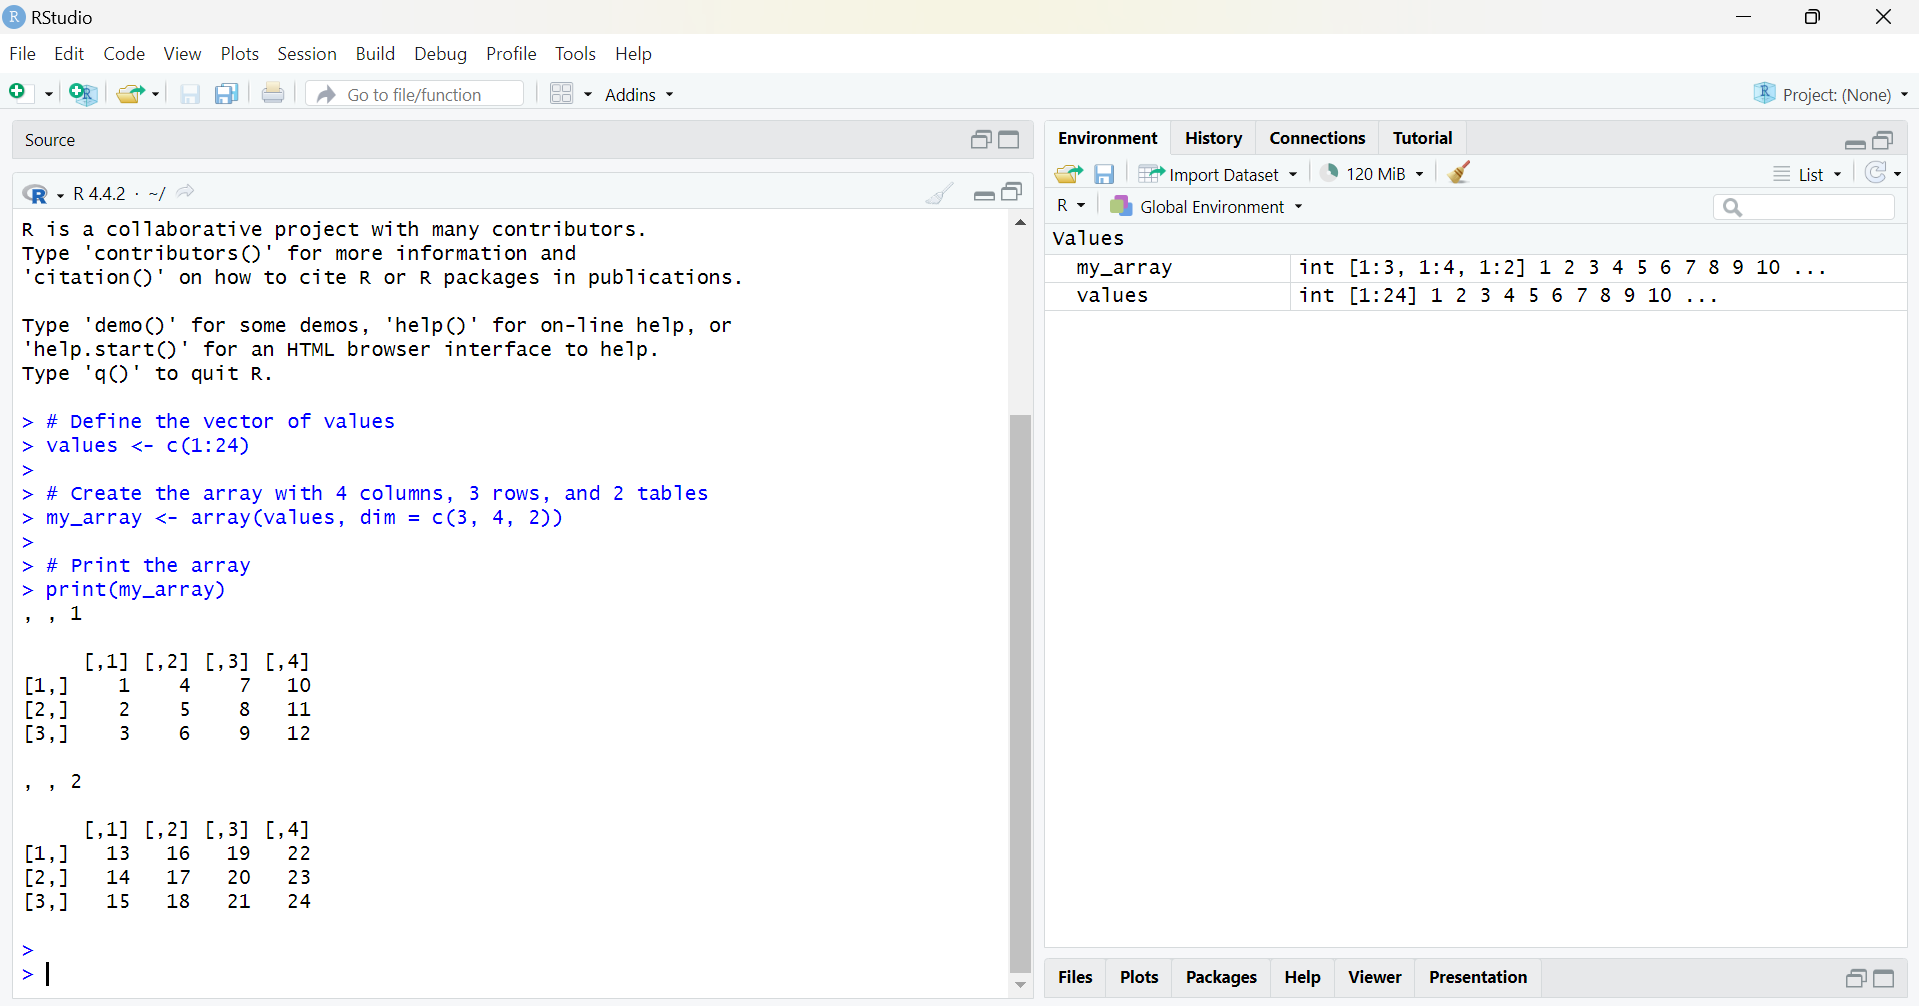 RStudio
File Edit Code View Plots Session Build Debug Profile Tools Help
Go to file/function Addins Project: (None)
Source
R 4.4.2 · ~/
R is a collaborative project with many contributors.
Type 'contributors()' for more information and
'citation()' on how to cite R or R packages in publications.

Type 'demo()' for some demos, 'help()' for on-line help, or
'help.start()' for an HTML browser interface to help.
Type 'q()' to quit R.

> # Define the vector of values
> values <- c(1:24)
>
> # Create the array with 4 columns, 3 rows, and 2 tables
> my_array <- array(values, dim = c(3, 4, 2))
>
> # Print the array
> print(my_array)
, , 1

     [,1] [,2] [,3] [,4]
[1,]    1    4    7   10
[2,]    2    5    8   11
[3,]    3    6    9   12

, , 2

     [,1] [,2] [,3] [,4]
[1,]   13   16   19   22
[2,]   14   17   20   23
[3,]   15   18   21   24

>
>
Environment History Connections Tutorial
Import Dataset 120 MiB List
R Global Environment
Values
my_array int [1:3, 1:4, 1:2] 1 2 3 4 5 6 7 8 9 10 ...
values int [1:24] 1 2 3 4 5 6 7 8 9 10 ...
Files Plots Packages Help Viewer Presentation